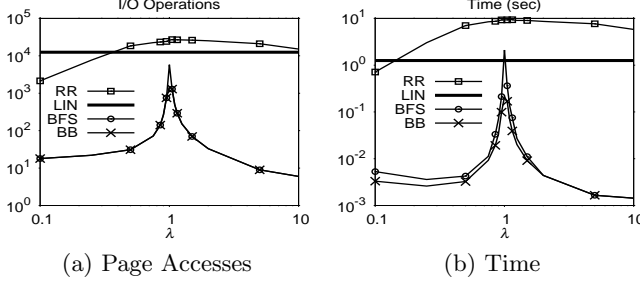 I/O Operations
10^5
10^4
10^3
10^2
10^1
10^0
RR
LIN
BFS
BB
0.1
1
10
λ
(a) Page Accesses
Time (sec)
10^1
10^0
10^-1
10^-2
10^-3
RR
LIN
BFS
BB
0.1
1
10
λ
(b) Time